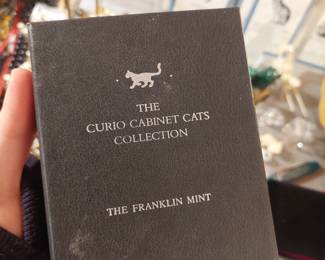 THE
CURIO CABINET CATS
COLLECTION
THE FRANKLIN MINT